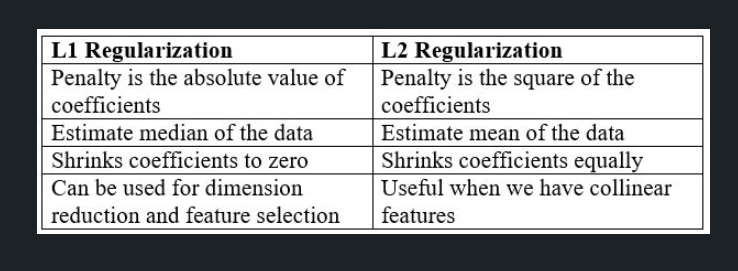 L1 Regularization
L2 Regularization
Penalty is the absolute value of
coefficients
Penalty is the square of the
coefficients
Estimate median of the data
Estimate mean of the data
Shrinks coefficients to zero
Shrinks coefficients equally
Can be used for dimension
reduction and feature selection
Useful when we have collinear
features